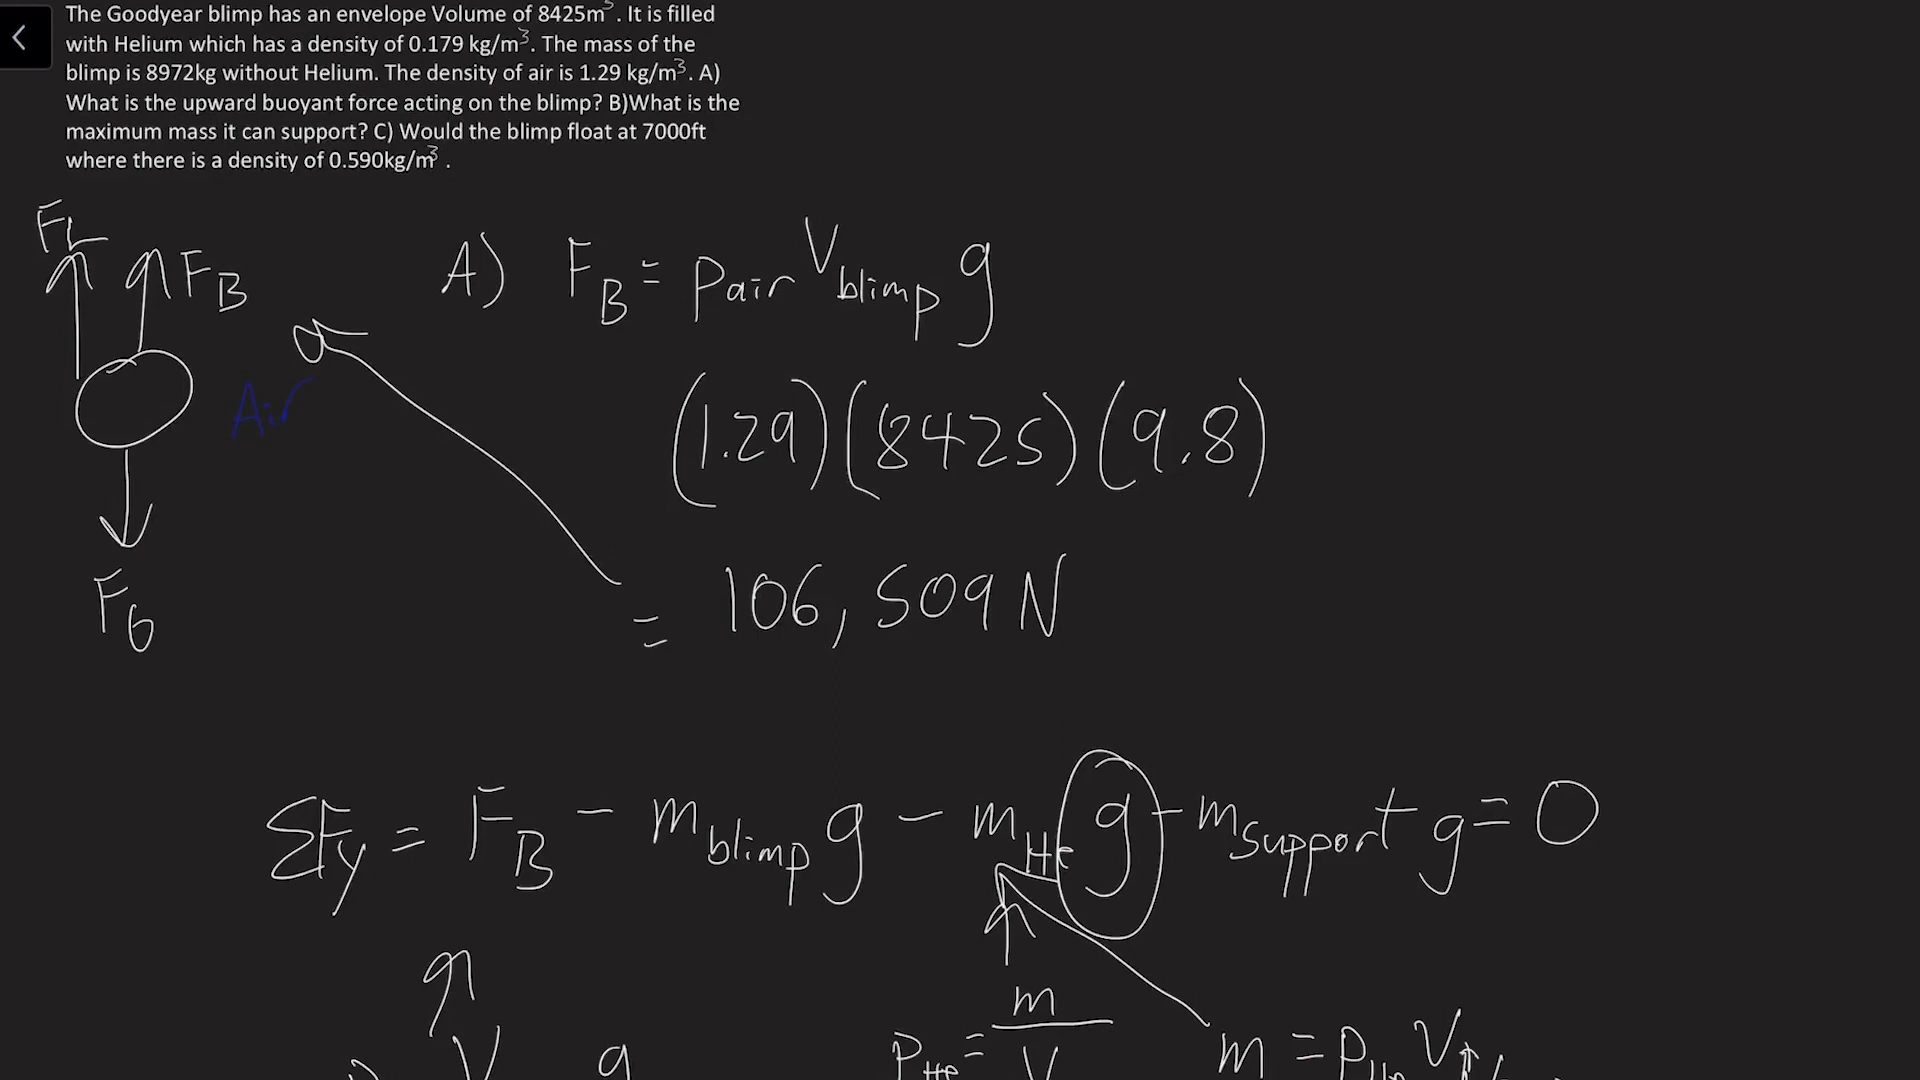 The Goodyear blimp has an envelope Volume of 8425m³. It is filled
with Helium which has a density of 0.179 kg/m³. The mass of the
blimp is 8972kg without Helium. The density of air is 1.29 kg/m³. A)
What is the upward buoyant force acting on the blimp? B)What is the
maximum mass it can support? C) Would the blimp float at 7000ft
where there is a density of 0.590kg/m³ .
FL
FB
A) FB = Pair Vblimp g
Air
(1.29)(8425)(9.8)
FG
= 106,509 N
ΣFy = FB - mblimp g - mHe g - msupport g = 0
m
V g
PHe = V
m = P V